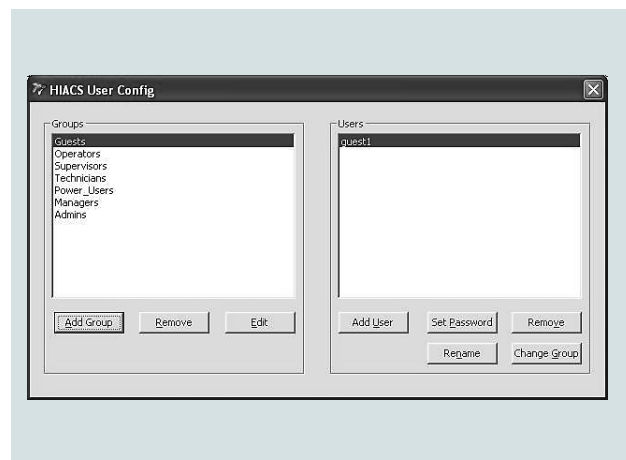 HIACS User Config
Groups
Guests
Operators
Supervisors
Technicians
Power_Users
Managers
Admins
Add Group
Remove
Edit
Users
guest1
Add User
Set Password
Remove
Rename
Change Group